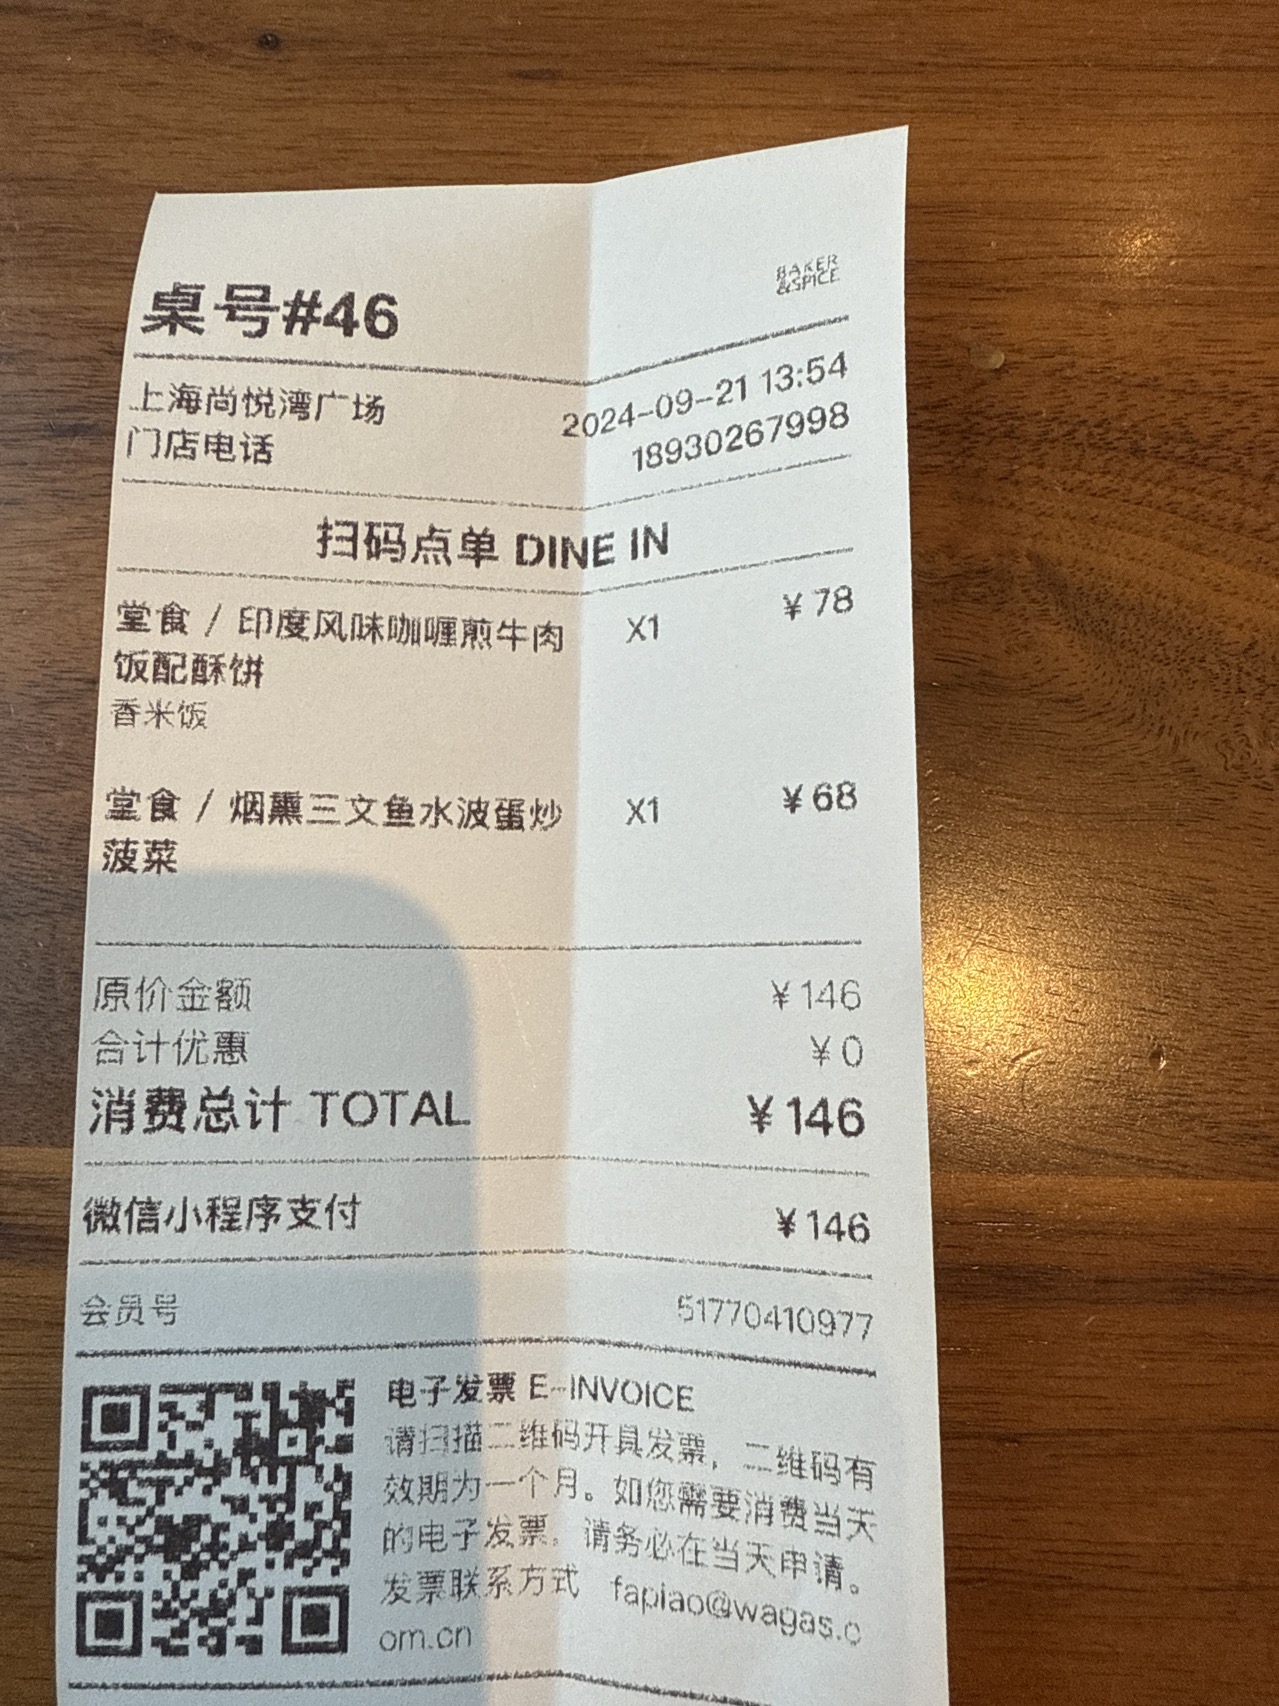 BAKER
&SPICE
桌号#46
上海尚悦湾广场 2024-09-21 13:54
门店电话 18930267998
扫码点单 DINE IN
堂食 / 印度风味咖喱煎牛肉 X1 ¥78
饭配酥饼
香米饭
堂食 / 烟熏三文鱼水波蛋炒 X1 ¥68
菠菜
原价金额 ¥146
合计优惠 ¥0
消费总计 TOTAL ¥146
微信小程序支付 ¥146
会员号 51770410977
电子发票 E-INVOICE
请扫描二维码开具发票，二维码有
效期为一个月。如您需要消费当天
的电子发票，请务必在当天申请。
发票联系方式 fapiao@wagas.c
om.cn